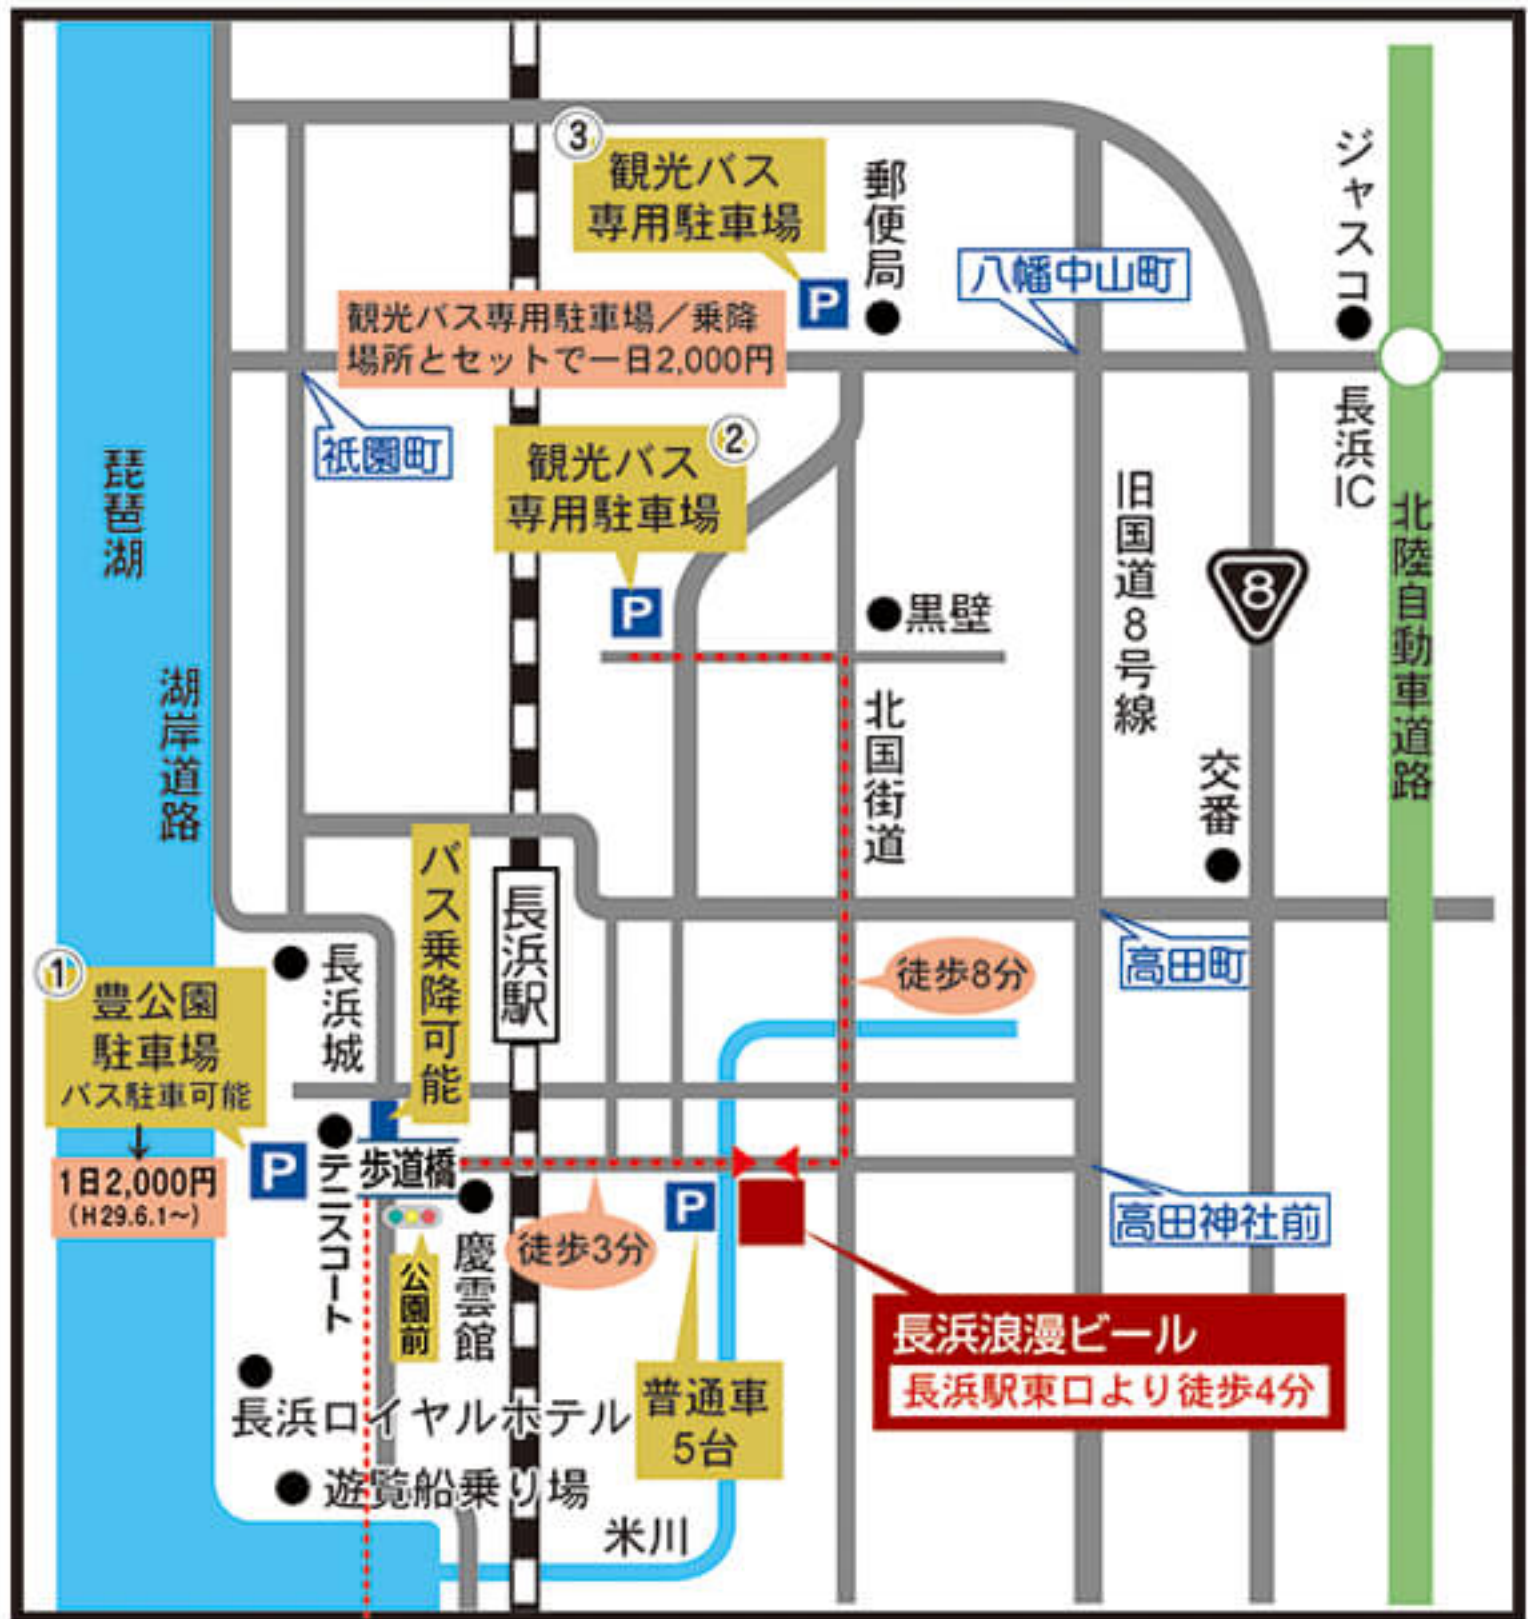 ③
観光バス
専用駐車場
P
郵便局
ジャスコ
八幡中山町
観光バス専用駐車場／乗降
場所とセットで一日2,000円
祇園町
②
観光バス
専用駐車場
P
長浜IC
琵琶湖
旧国道8号線
北陸自動車道路
8
黒壁
湖岸道路
北国街道
交番
バス乗降可能
長浜駅
高田町
長浜城
徒歩8分
①
豊公園
駐車場
バス駐車可能
↓
1日2,000円
(H29.6.1〜)
P
テニスコート
歩道橋
P
高田神社前
徒歩3分
慶雲館
公園前
長浜浪漫ビール
長浜駅東口より徒歩4分
普通車
5台
長浜ロイヤルホテル
遊覧船乗り場
米川